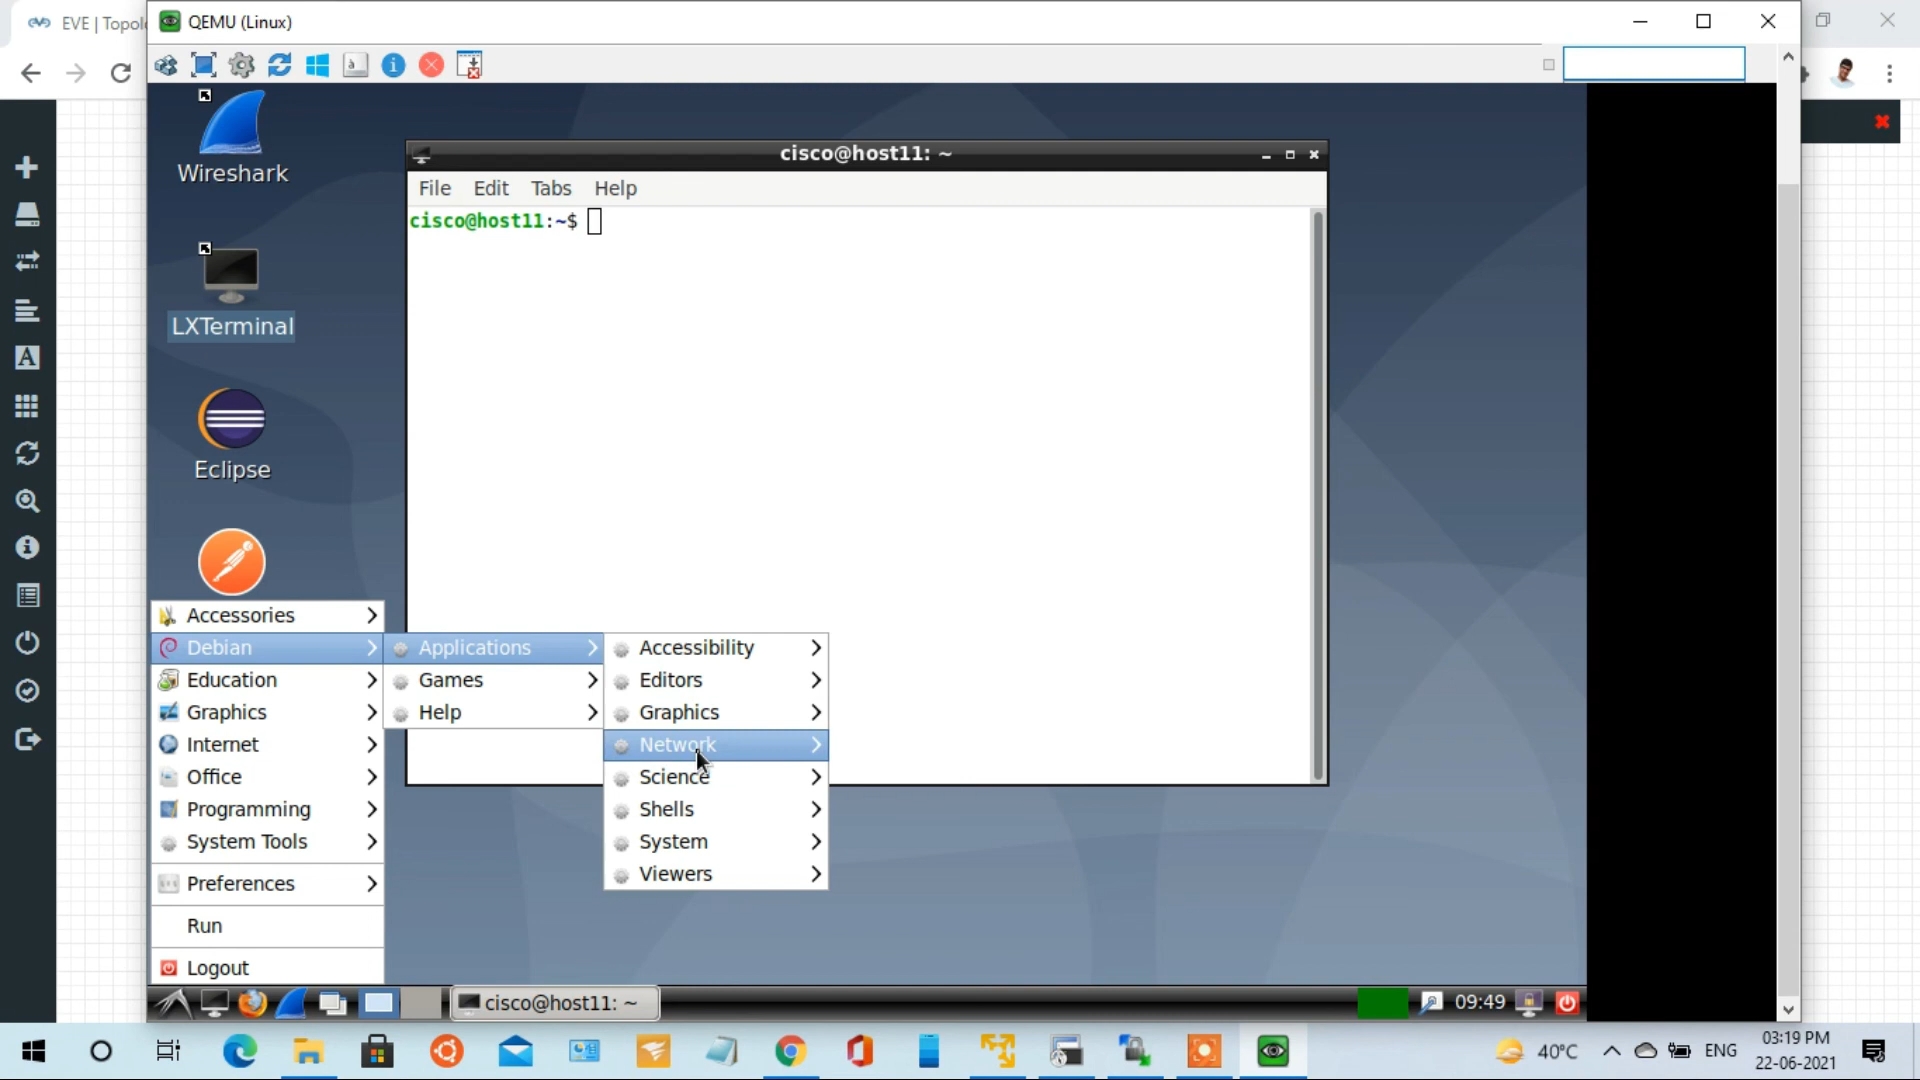 EVE | Topol
QEMU (Linux)
Wireshark
LXTerminal
Eclipse
cisco@host11: ~
File Edit Tabs Help
cisco@host11:~$
Accessories
Debian
Education
Graphics
Internet
Office
Programming
System Tools
Preferences
Run
Logout
Applications
Games
Help
Accessibility
Editors
Graphics
Network
Science
Shells
System
Viewers
cisco@host11: ~
09:49
40°C
ENG
03:19 PM
22-06-2021